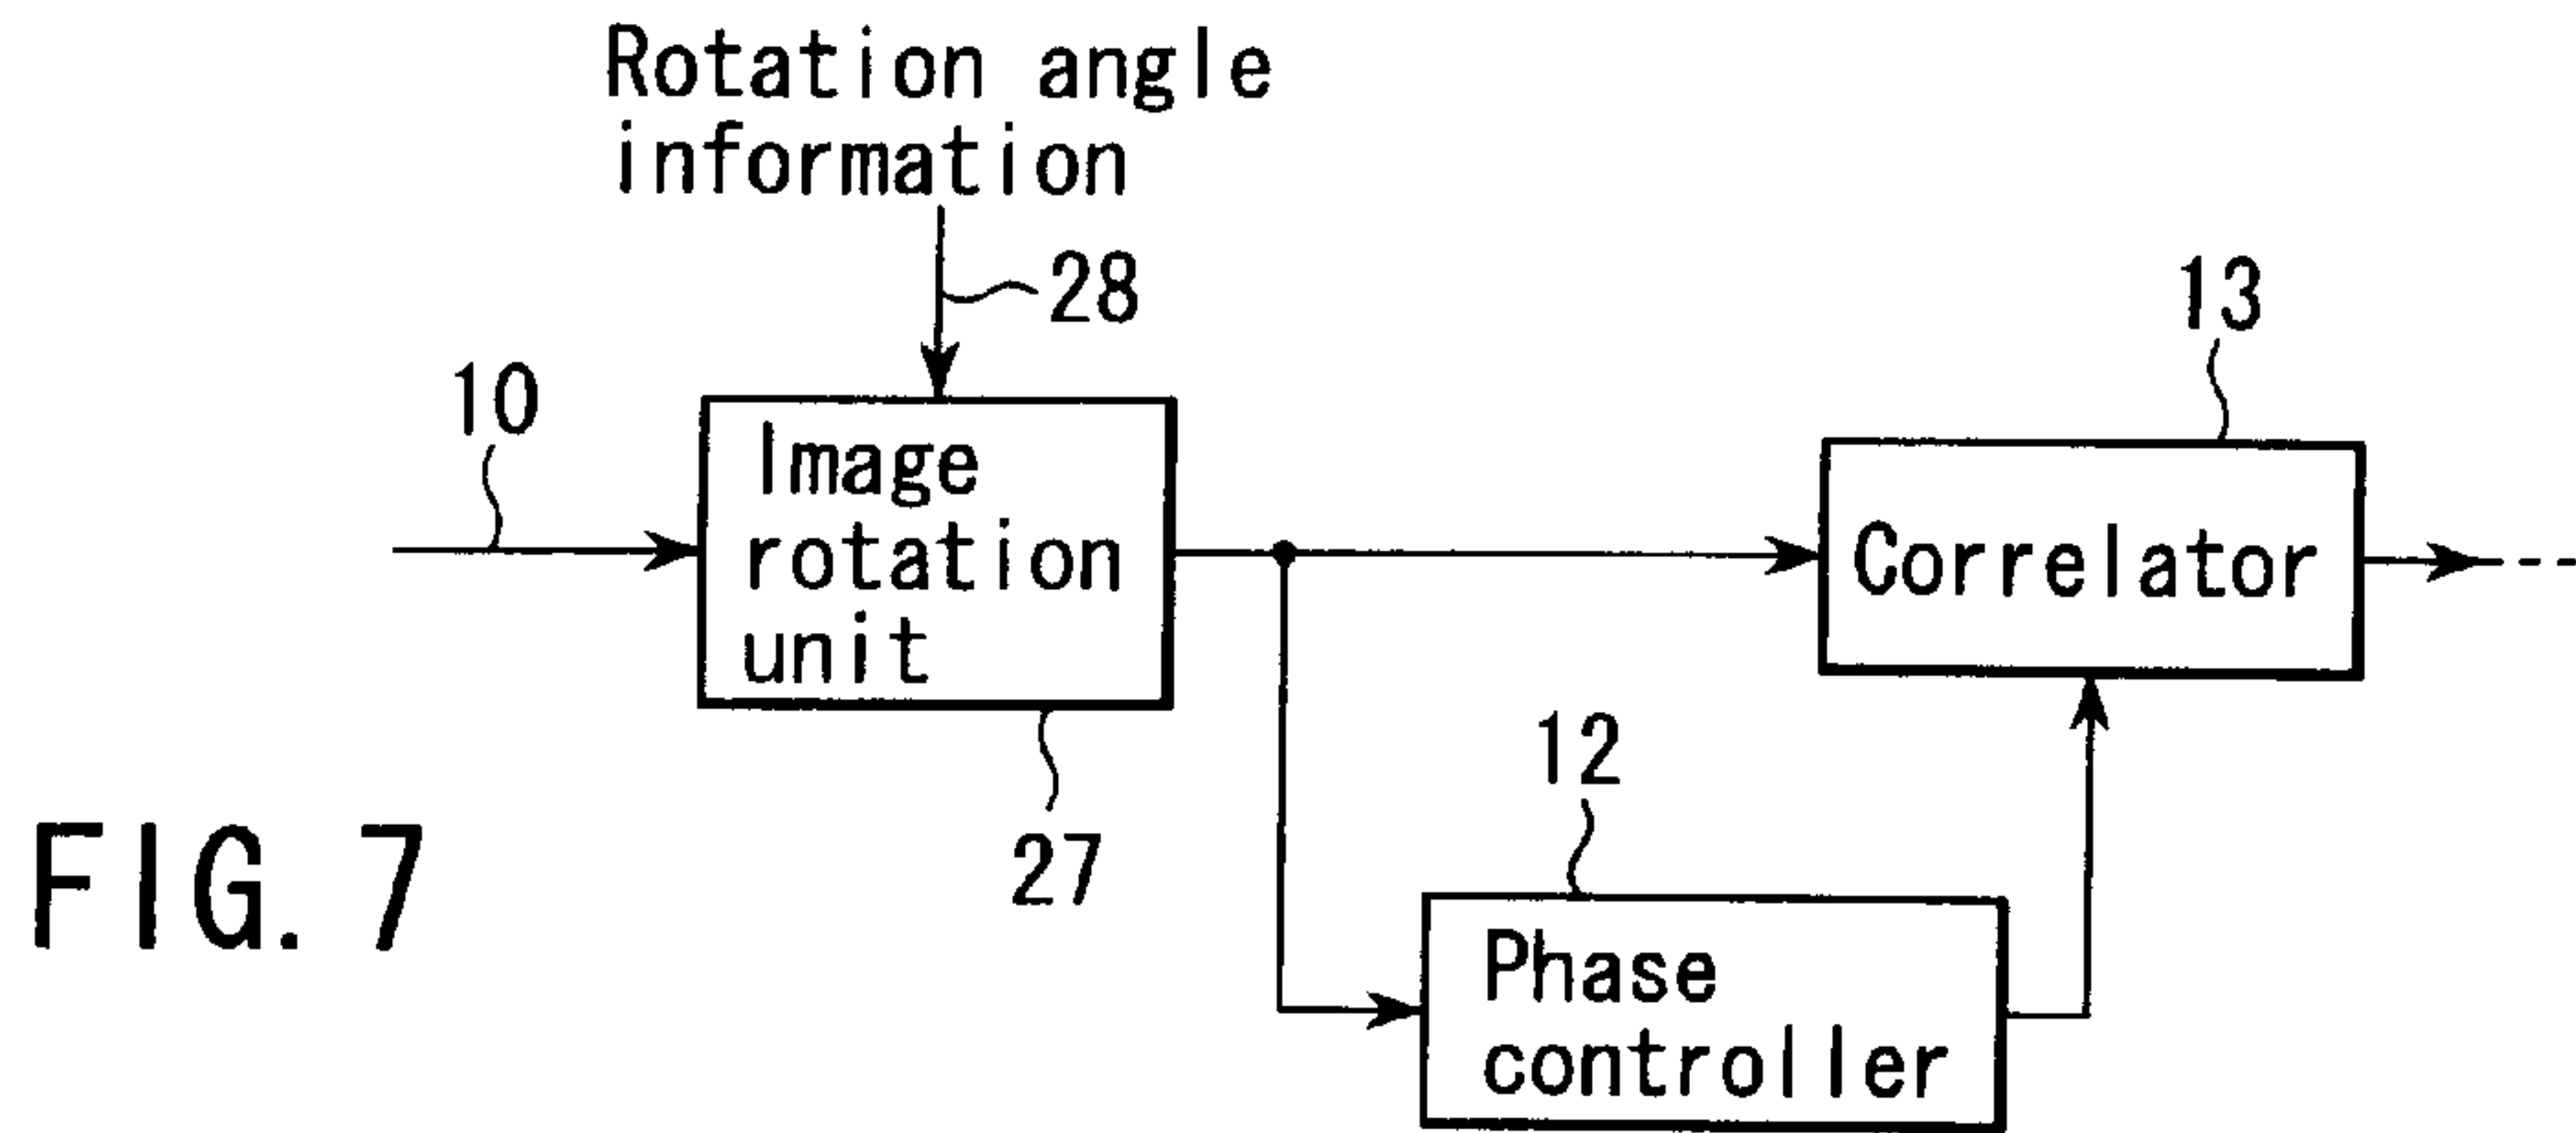 Rotation angle
information
28
13
10
Image
rotation
unit
Correlator
12
27
Phase
controller
FIG. 7